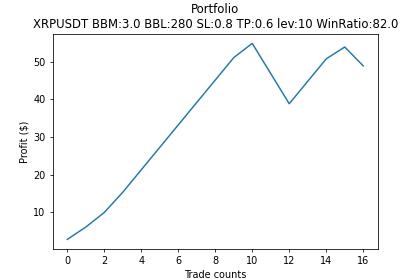 Portfolio
XRPUSDT BBM:3.0 BBL:280 SL:0.8 TP:0.6 lev:10 WinRatio:82.0
50
40
30
20
10
Profit ($)
0 2 4 6 8 10 12 14 16
Trade counts